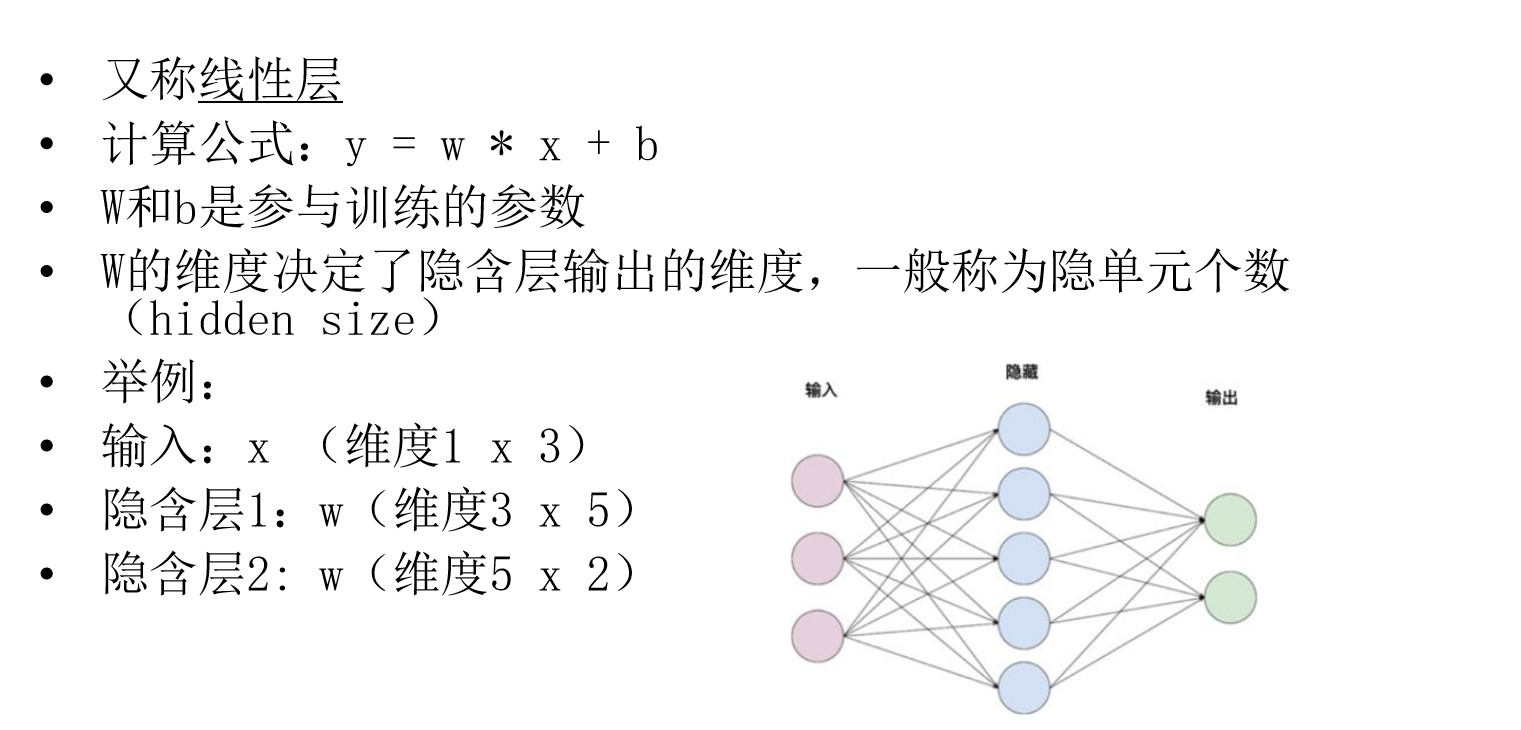 • 又称线性层
• 计算公式：y = w * x + b
• W和b是参与训练的参数
• W的维度决定了隐含层输出的维度，一般称为隐单元个数
（hidden size）
• 举例：
• 输入：x （维度1 x 3）
• 隐含层1：w（维度3 x 5）
• 隐含层2: w（维度5 x 2）
输入
隐藏
输出